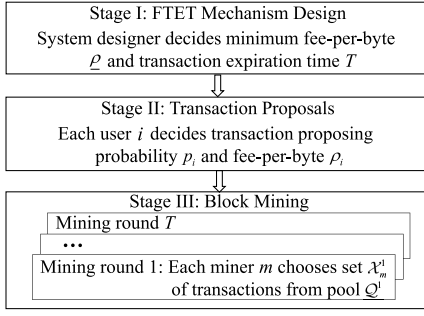 Stage I: FTET Mechanism Design
System designer decides minimum fee-per-byte
ρ̲ and transaction expiration time T
Stage II: Transaction Proposals
Each user i decides transaction proposing
probability pᵢ and fee-per-byte ρᵢ
Stage III: Block Mining
Mining round T
...
Mining round 1: Each miner m chooses set 𝒳ₘ¹
of transactions from pool 𝒬¹